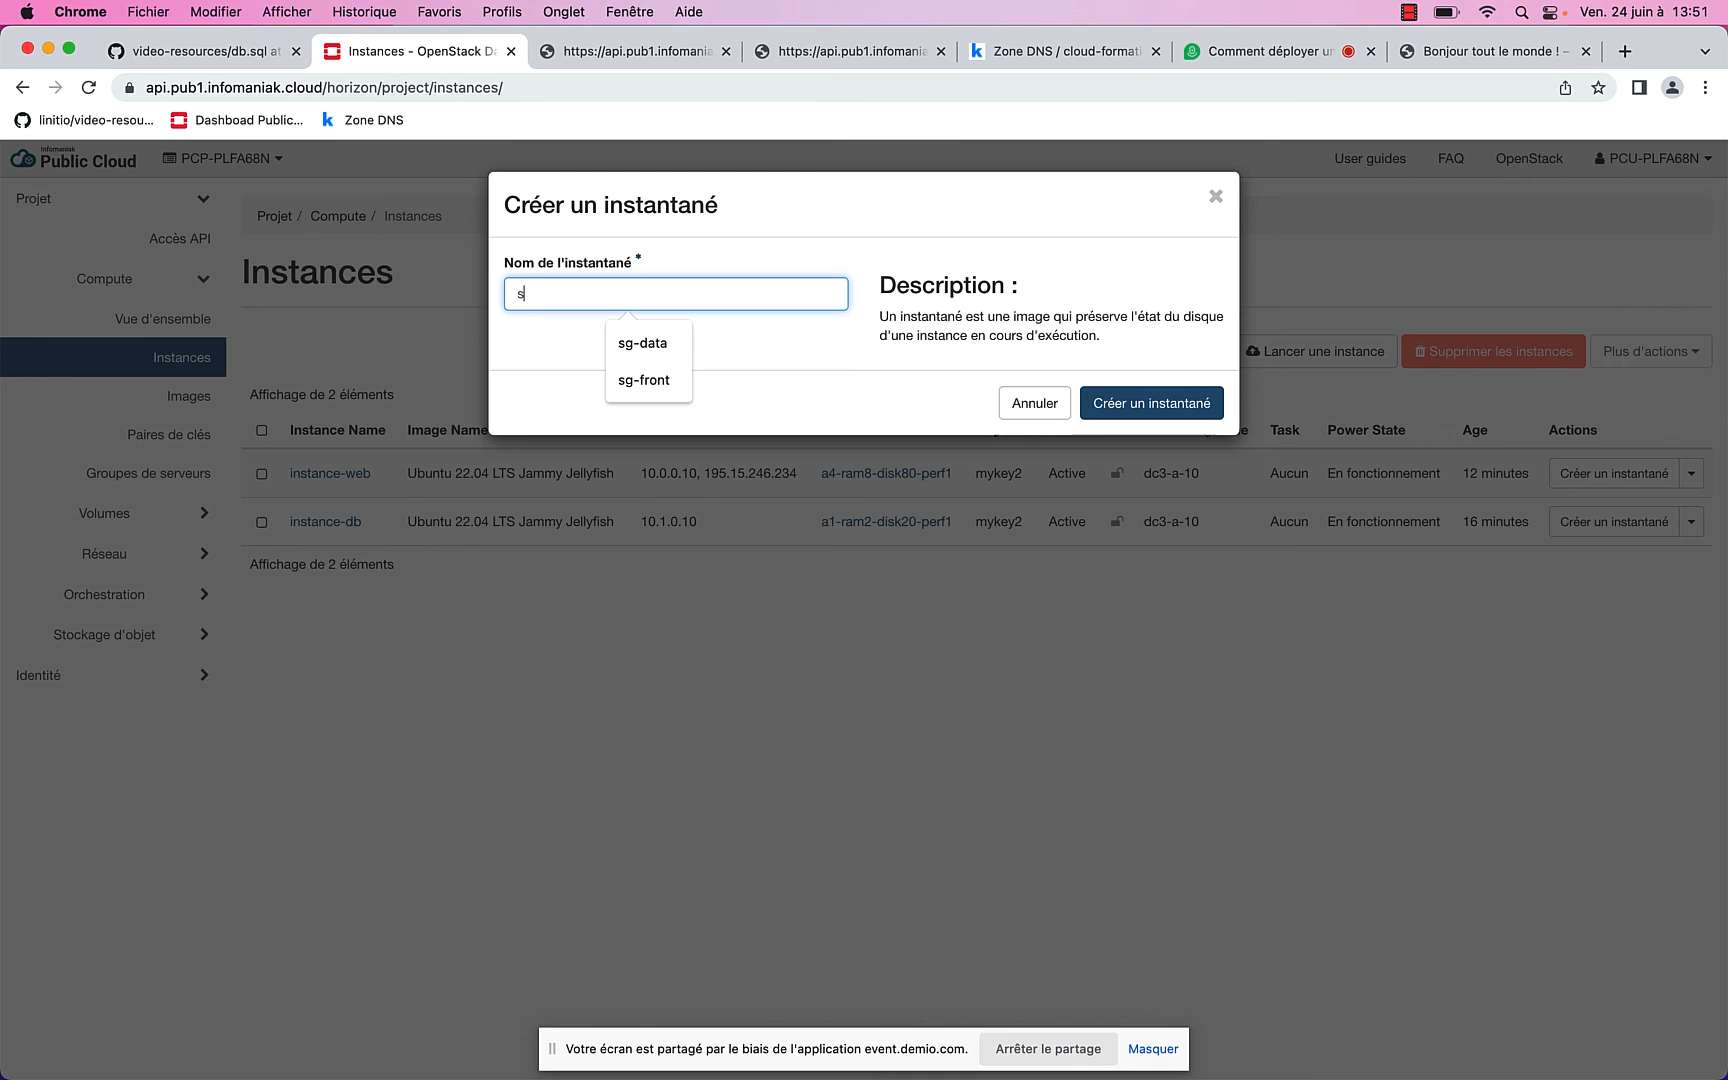 Chrome Fichier Modifier Afficher Historique Favoris Profils Onglet Fenêtre Aide Ven. 24 juin à 13:51
video-resources/db.sql at Instances - OpenStack Da https://api.pub1.infomania https://api.pub1.infomania Zone DNS / cloud-formati Comment déployer un Bonjour tout le monde ! –
api.pub1.infomaniak.cloud/horizon/project/instances/
linitio/video-resou... Dashboad Public... Zone DNS
Infomaniak
Public Cloud PCP-PLFA68N User guides FAQ OpenStack PCU-PLFA68N
Projet
Accès API
Compute
Vue d'ensemble
Instances
Images
Paires de clés
Groupes de serveurs
Volumes
Réseau
Orchestration
Stockage d'objet
Identité
Projet / Compute / Instances
Instances
Créer un instantané
Nom de l'instantané *
s
sg-data
sg-front
Description :
Un instantané est une image qui préserve l'état du disque
d'une instance en cours d'exécution.
Annuler Créer un instantané
Lancer une instance Supprimer les instances Plus d'actions
Affichage de 2 éléments
Instance Name Image Name Task Power State Age Actions
instance-web Ubuntu 22.04 LTS Jammy Jellyfish 10.0.0.10, 195.15.246.234 a4-ram8-disk80-perf1 mykey2 Active dc3-a-10 Aucun En fonctionnement 12 minutes Créer un instantané
instance-db Ubuntu 22.04 LTS Jammy Jellyfish 10.1.0.10 a1-ram2-disk20-perf1 mykey2 Active dc3-a-10 Aucun En fonctionnement 16 minutes Créer un instantané
Affichage de 2 éléments
Votre écran est partagé par le biais de l'application event.demio.com. Arrêter le partage Masquer